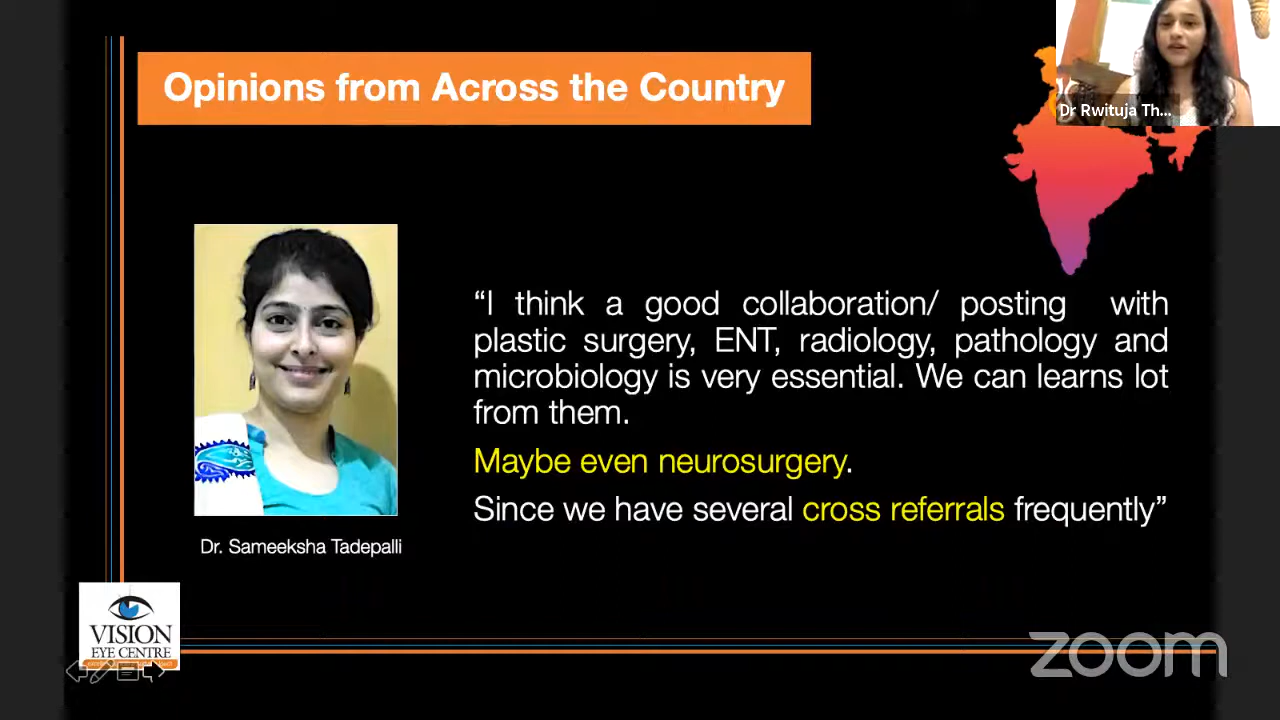 Opinions from Across the Country
Dr Rwituja Th...
“I think a good collaboration/ posting with
plastic surgery, ENT, radiology, pathology and
microbiology is very essential. We can learns lot
from them.
Maybe even neurosurgery.
Since we have several cross referrals frequently”
Dr. Sameeksha Tadepalli
VISION
EYE CENTRE
zoom